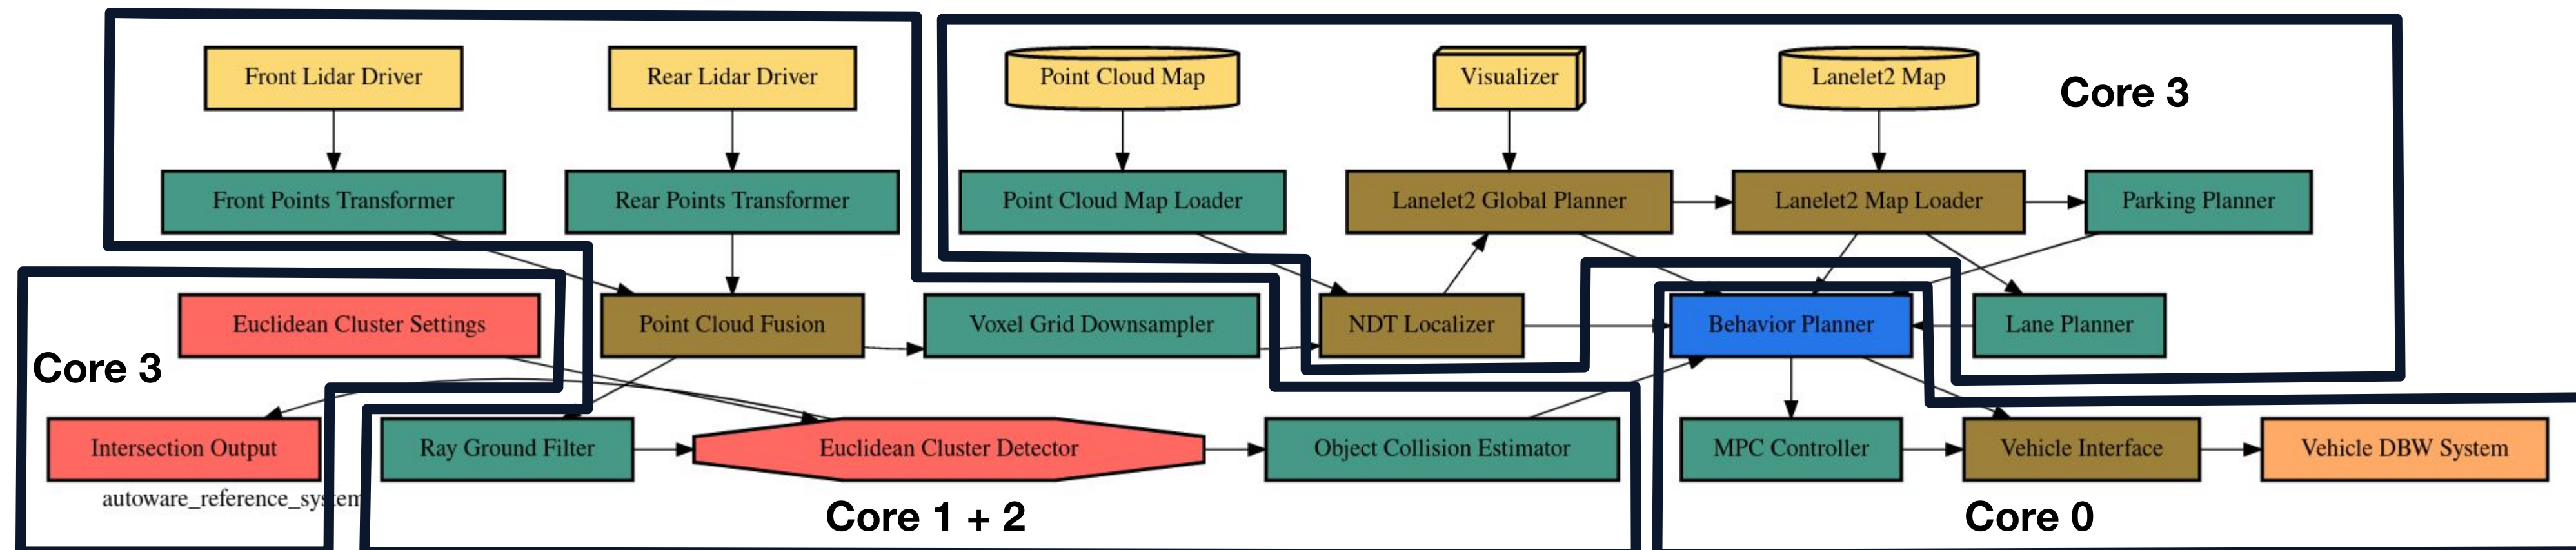 Front Lidar Driver
Rear Lidar Driver
Point Cloud Map
Visualizer
Lanelet2 Map
Core 3
Front Points Transformer
Rear Points Transformer
Point Cloud Map Loader
Lanelet2 Global Planner
Lanelet2 Map Loader
Parking Planner
Euclidean Cluster Settings
Point Cloud Fusion
Voxel Grid Downsampler
NDT Localizer
Behavior Planner
Lane Planner
Core 3
Intersection Output
Ray Ground Filter
Euclidean Cluster Detector
Object Collision Estimator
MPC Controller
Vehicle Interface
Vehicle DBW System
autoware_reference_system
Core 1 + 2
Core 0